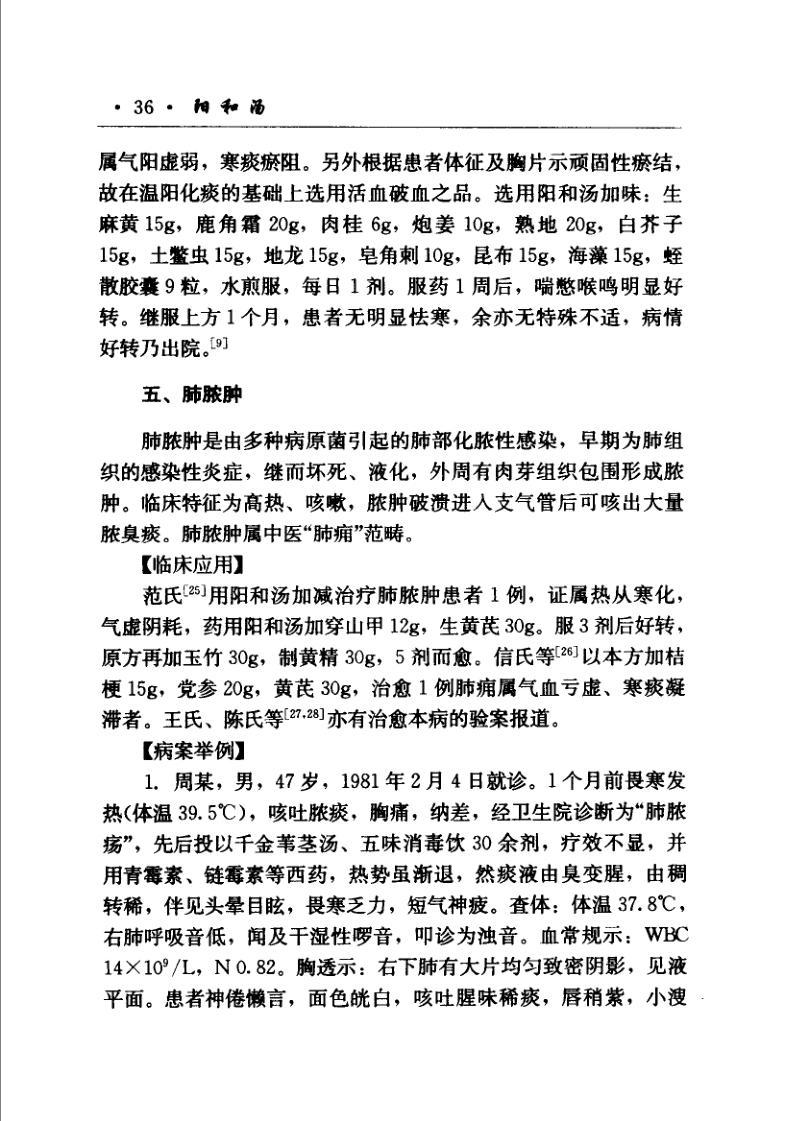 · 36 · 阳和汤
属气阳虚弱，寒痰瘀阻。另外根据患者体征及胸片示顽固性瘀结，
故在温阳化痰的基础上选用活血破血之品。选用阳和汤加味：生
麻黄 15g，鹿角霜 20g，肉桂 6g，炮姜 10g，熟地 20g，白芥子
15g，土鳖虫 15g，地龙 15g，皂角刺 10g，昆布 15g，海藻 15g，蛭
散胶囊 9 粒，水煎服，每日 1 剂。服药 1 周后，喘憋喉鸣明显好
转。继服上方 1 个月，患者无明显怯寒，余亦无特殊不适，病情
好转乃出院。[9]
五、肺脓肿
肺脓肿是由多种病原菌引起的肺部化脓性感染，早期为肺组
织的感染性炎症，继而坏死、液化，外周有肉芽组织包围形成脓
肿。临床特征为高热、咳嗽，脓肿破溃进人支气管后可咳出大量
脓臭痰。肺脓肿属中医“肺痈”范畴。
【临床应用】
范氏[25]用阳和汤加减治疗肺脓肿患者 1 例，证属热从寒化，
气虚阴耗，药用阳和汤加穿山甲 12g，生黄芪 30g。服 3 剂后好转，
原方再加玉竹 30g，制黄精 30g，5 剂而愈。信氏等[26]以本方加桔
梗 15g，党参 20g，黄芪 30g，治愈 1 例肺痈属气血亏虚、寒痰凝
滞者。王氏、陈氏等[27,28]亦有治愈本病的验案报道。
【病案举例】
1. 周某，男，47 岁，1981 年 2 月 4 日就诊。1 个月前畏寒发
热(体温 39.5℃)，咳吐脓痰，胸痛，纳差，经卫生院诊断为“肺脓
疡”，先后投以千金苇茎汤、五味消毒饮 30 余剂，疗效不显，并
用青霉素、链霉素等西药，热势虽渐退，然痰液由臭变腥，由稠
转稀，伴见头晕目眩，畏寒乏力，短气神疲。查体：体温 37.8℃，
右肺呼吸音低，闻及干湿性啰音，叩诊为浊音。血常规示：WBC
14×10⁹/L，N 0.82。胸透示：右下肺有大片均匀致密阴影，见液
平面。患者神倦懒言，面色㿠白，咳吐腥味稀痰，唇稍紫，小溲